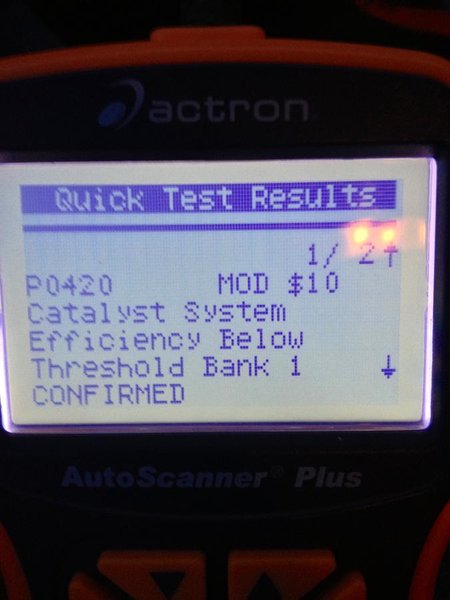 actron
Quick Test Results
1/ 2
P0420 MOD $10
Catalyst System
Efficiency Below
Threshold Bank 1
CONFIRMED
AutoScanner® Plus